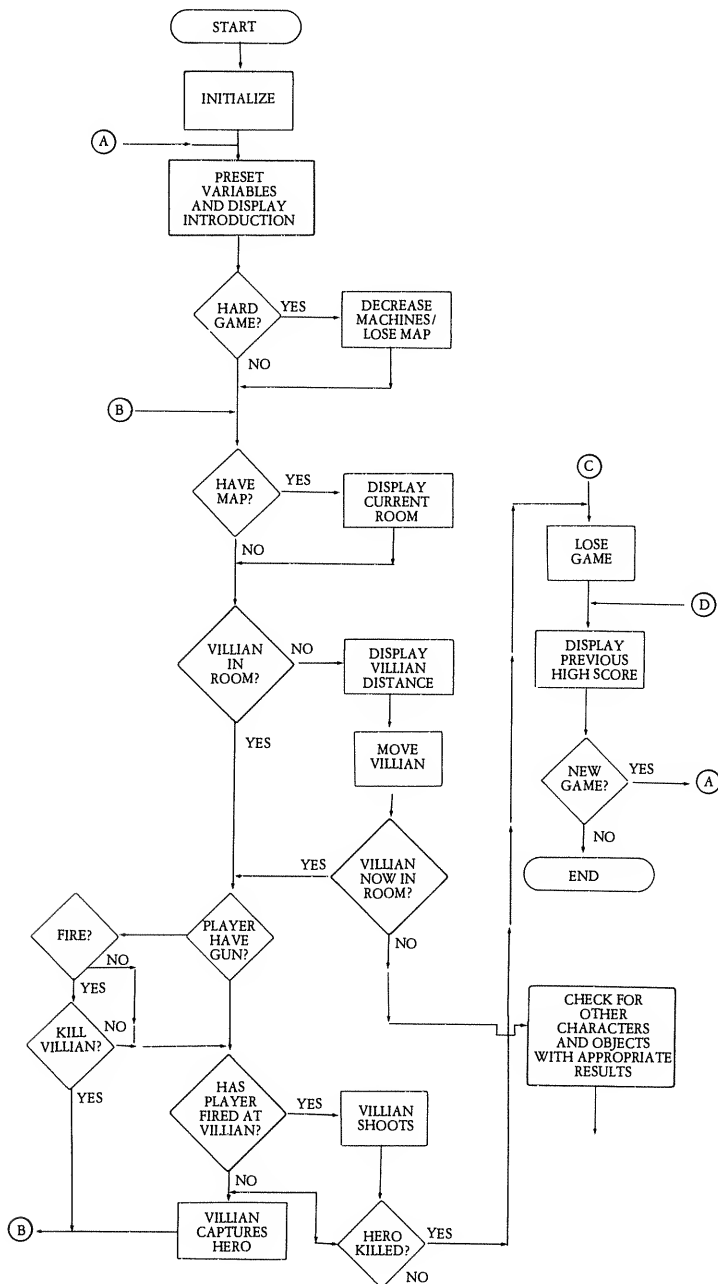 START
INITIALIZE
A
PRESET
VARIABLES
AND DISPLAY
INTRODUCTION
HARD
GAME?
YES
DECREASE
MACHINES/
LOSE MAP
NO
B
HAVE
MAP?
YES
DISPLAY
CURRENT
ROOM
NO
VILLIAN
IN
ROOM?
NO
DISPLAY
VILLIAN
DISTANCE
YES
MOVE
VILLIAN
YES
VILLIAN
NOW IN
ROOM?
NO
FIRE?
PLAYER
HAVE
GUN?
NO
YES
KILL
VILLIAN?
NO
YES
HAS
PLAYER
FIRED AT
VILLIAN?
YES
VILLIAN
SHOOTS
NO
B
VILLIAN
CAPTURES
HERO
HERO
KILLED?
YES
NO
C
LOSE
GAME
D
DISPLAY
PREVIOUS
HIGH SCORE
NEW
GAME?
YES
A
NO
END
CHECK FOR
OTHER
CHARACTERS
AND OBJECTS
WITH APPROPRIATE
RESULTS